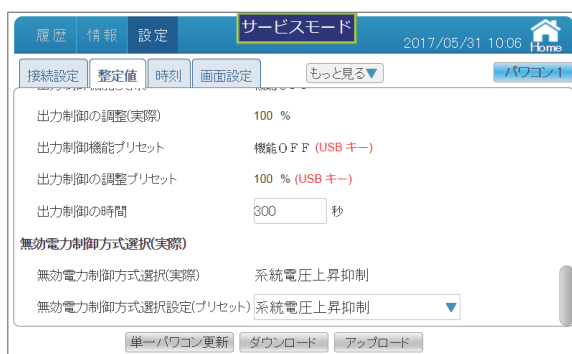 履歴 情報 設定 サービスモード 2017/05/31 10:06 Home
接続設定 整定値 時刻 画面設定 もっと見る▼ パワコン1
出力制御の調整(実際) 100 %
出力制御機能プリセット 機能OFF (USB キー)
出力制御の調整プリセット 100 % (USB キー)
出力制御の時間 300 秒
無効電力制御方式選択(実際)
無効電力制御方式選択(実際) 系統電圧上昇抑制
無効電力制御方式選択設定(プリセット) 系統電圧上昇抑制 ▼
単一パワコン更新 ダウンロード アップロード